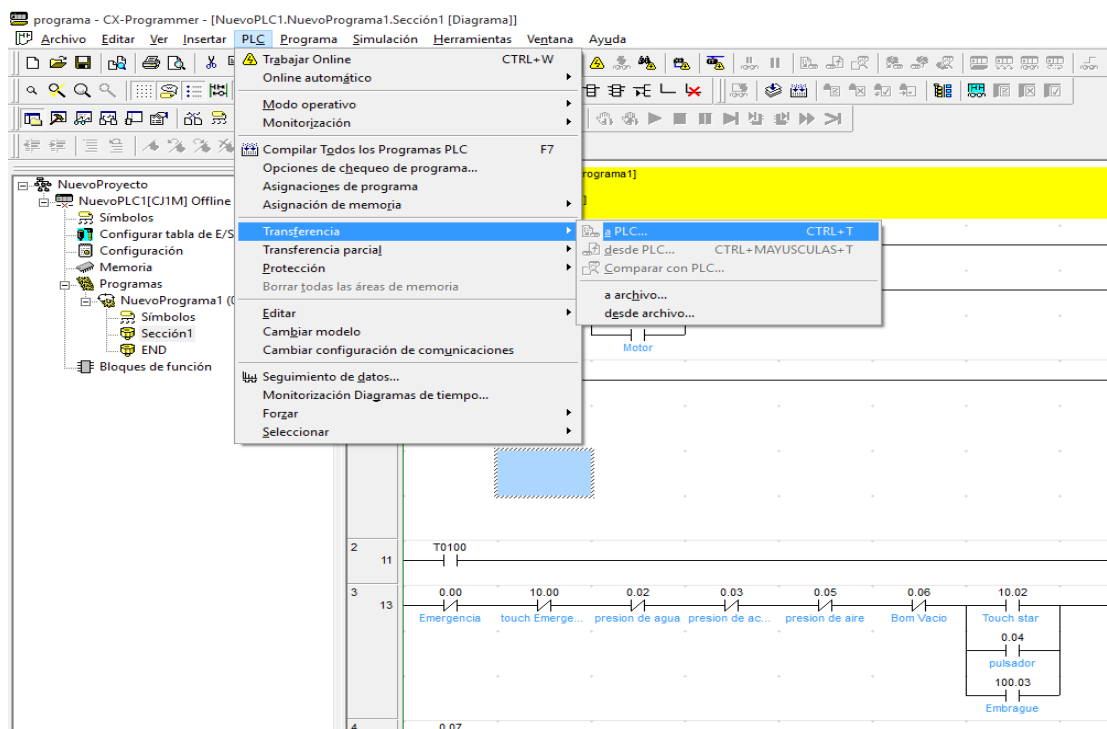 programa - CX-Programmer - [NuevoPLC1.NuevoPrograma1.Sección1 [Diagrama]]
Archivo Editar Ver Insertar PLC Programa Simulación Herramientas Ventana Ayuda
Trabajar Online CTRL+W
Online automático
Modo operativo
Monitorización
Compilar Todos los Programas PLC F7
Opciones de chequeo de programa...
Asignaciones de programa
Asignación de memoria
Transferencia
Transferencia parcial
Protección
Borrar todas las áreas de memoria
Editar
Cambiar modelo
Cambiar configuración de comunicaciones
Seguimiento de datos...
Monitorización Diagramas de tiempo...
Forzar
Seleccionar
a PLC... CTRL+T
desde PLC... CTRL+MAYUSCULAS+T
Comparar con PLC...
a archivo...
desde archivo...
NuevoProyecto
NuevoPLC1[CJ1M] Offline
Símbolos
Configurar tabla de E/S
Configuración
Memoria
Programas
NuevoPrograma1 (0
Símbolos
Sección1
END
Bloques de función
rograma1]
]
Motor
2
11
T0100
3
13
0.00 10.00 0.02 0.03 0.05 0.06 10.02
Emergencia touch Emerge... presion de agua presion de ac... presion de aire Bom Vacio Touch star
0.04
pulsador
100.03
Embrague
4 0.07